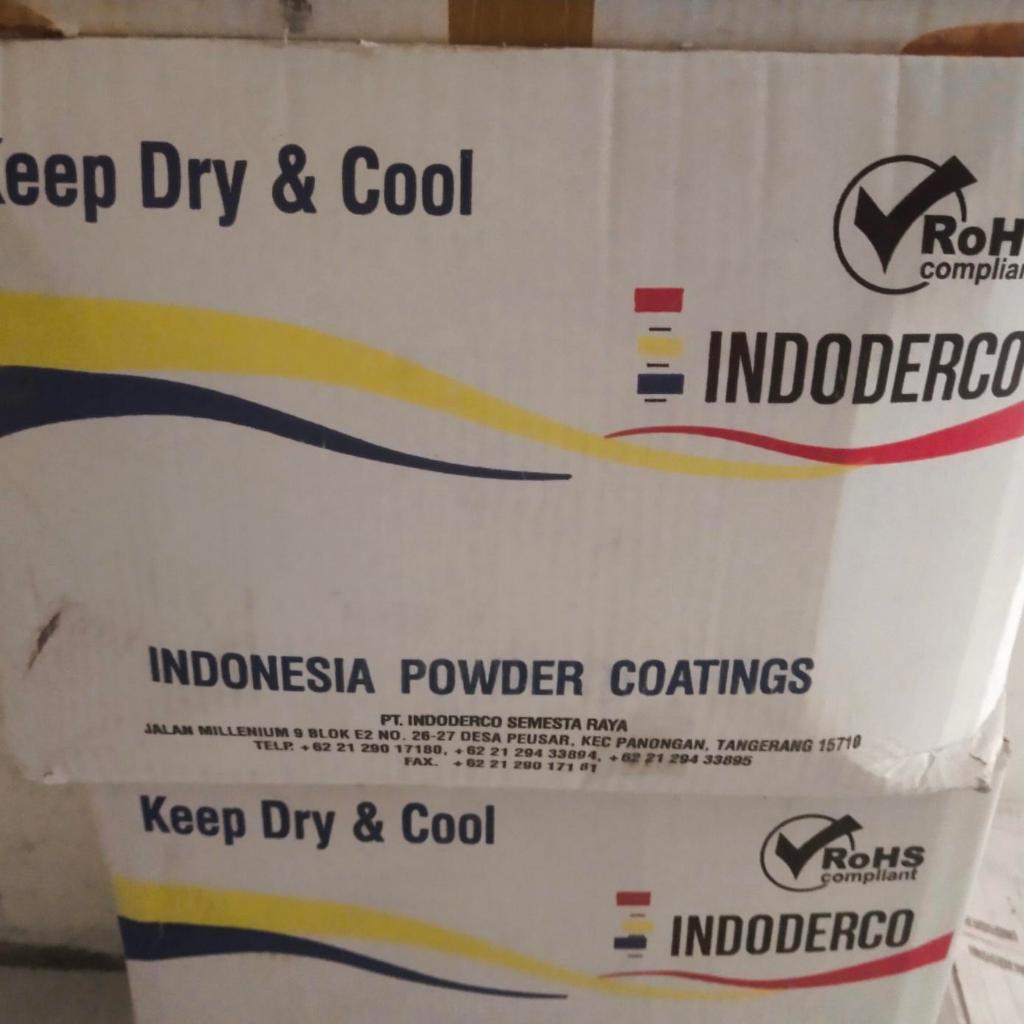 Keep Dry & Cool
RoHS
compliant
INDODERCO
INDONESIA POWDER COATINGS
PT. INDODERCO SEMESTA RAYA
JALAN MILLENIUM 9 BLOK E2 NO. 26-27 DESA PEUSAR, KEC PANONGAN, TANGERANG 15710
TELP. +62 21 290 17180, +62 21 294 33894, +62 21 294 33895
FAX. +62 21 290 171 81
Keep Dry & Cool
RoHS
compliant
INDODERCO